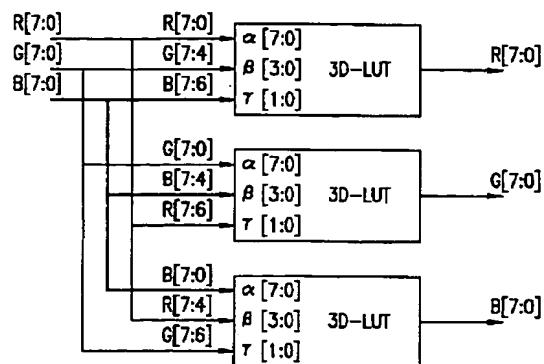 R[7:0] R[7:0] α [7:0] R[7:0]
G[7:0] G[7:4] β [3:0] 3D-LUT
B[7:0] B[7:6] γ [1:0]
G[7:0] α [7:0] G[7:0]
B[7:4] β [3:0] 3D-LUT
R[7:6] γ [1:0]
B[7:0] α [7:0] B[7:0]
R[7:4] β [3:0] 3D-LUT
G[7:6] γ [1:0]